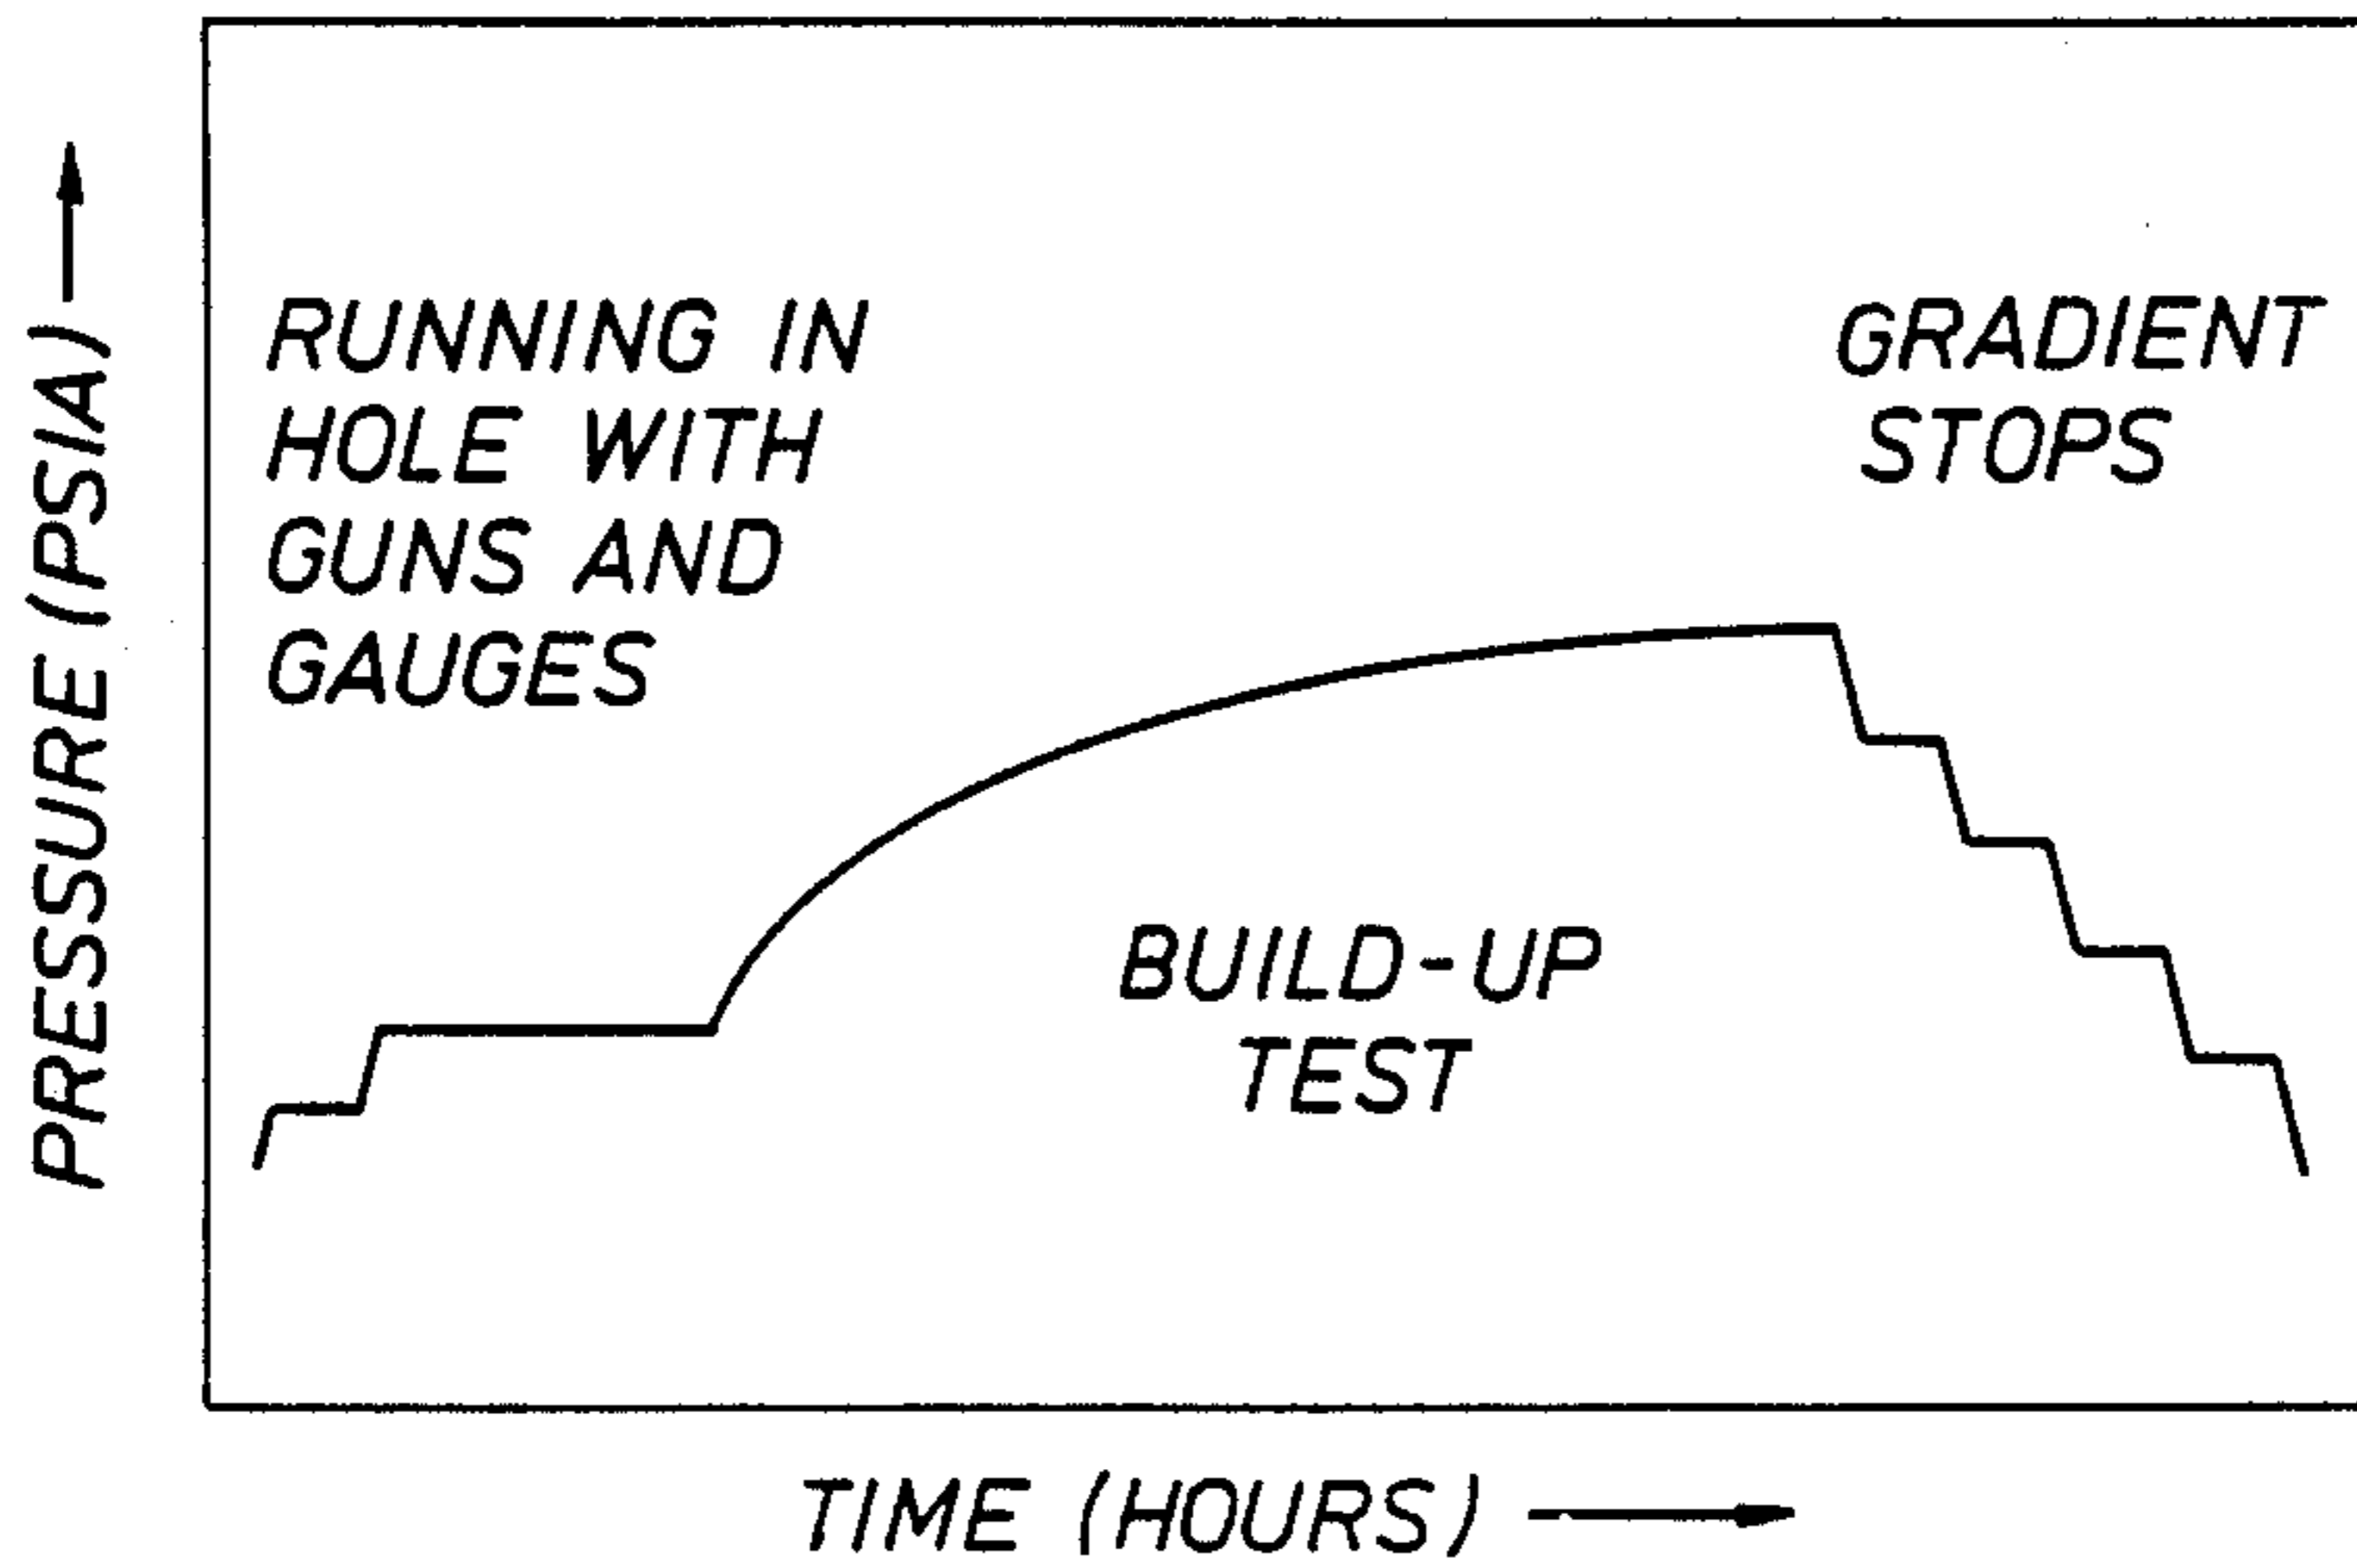 PRESSURE (PSIA)
RUNNING IN
HOLE WITH
GUNS AND
GAUGES
GRADIENT
STOPS
BUILD-UP
TEST
TIME (HOURS)